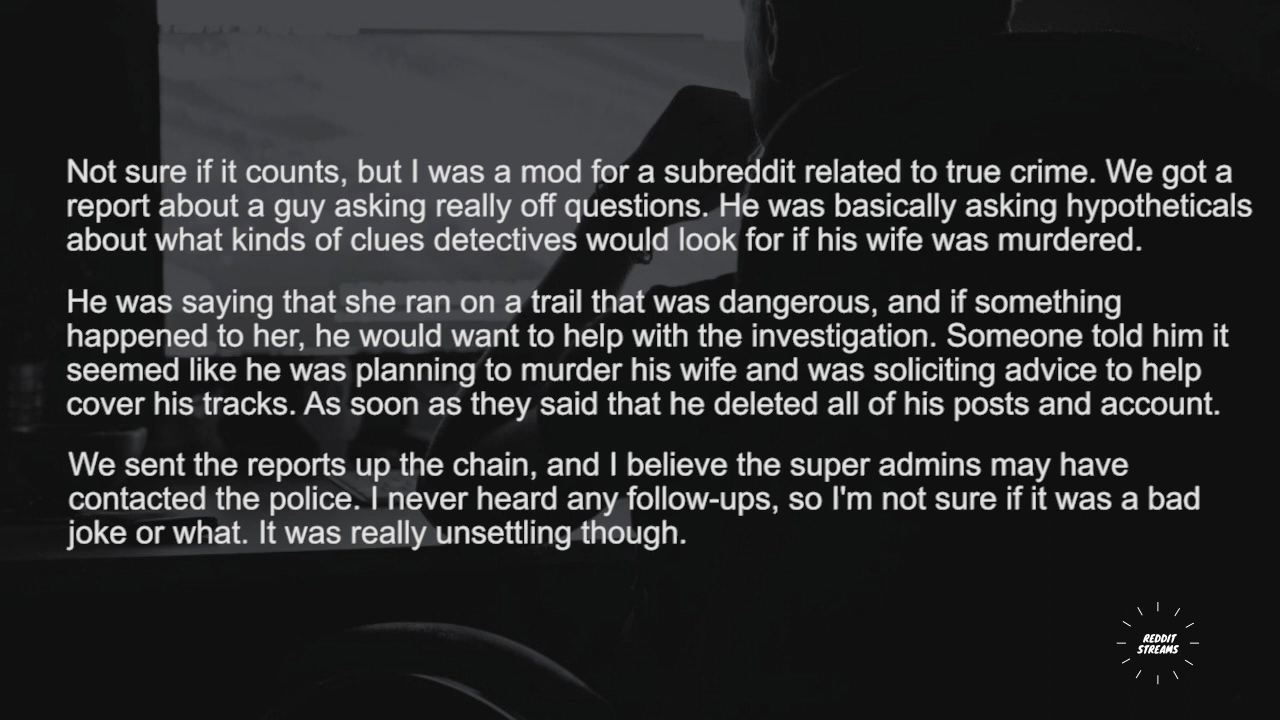 Not sure if it counts, but I was a mod for a subreddit related to true crime. We got a
report about a guy asking really off questions. He was basically asking hypotheticals
about what kinds of clues detectives would look for if his wife was murdered.
He was saying that she ran on a trail that was dangerous, and if something
happened to her, he would want to help with the investigation. Someone told him it
seemed like he was planning to murder his wife and was soliciting advice to help
cover his tracks. As soon as they said that he deleted all of his posts and account.
We sent the reports up the chain, and I believe the super admins may have
contacted the police. I never heard any follow-ups, so I'm not sure if it was a bad
joke or what. It was really unsettling though.
REDDIT
STREAMS